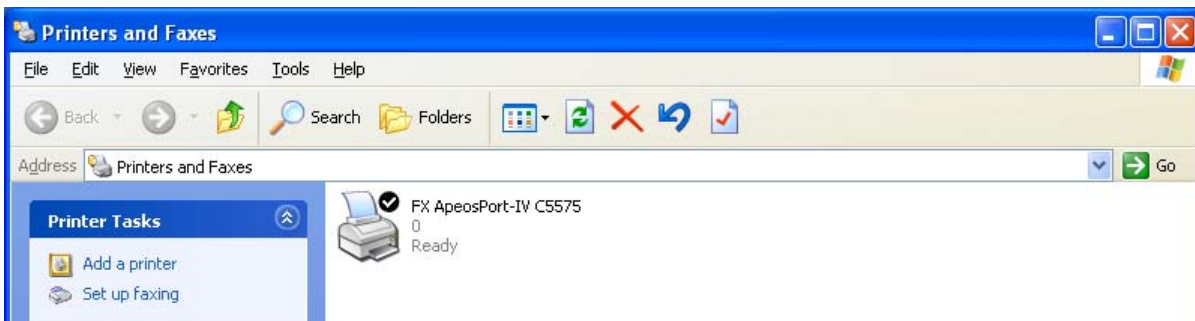 Printers and Faxes
File Edit View Favorites Tools Help
Back Search Folders
Address Printers and Faxes Go
Printer Tasks
Add a printer
Set up faxing
FX ApeosPort-IV C5575
0
Ready